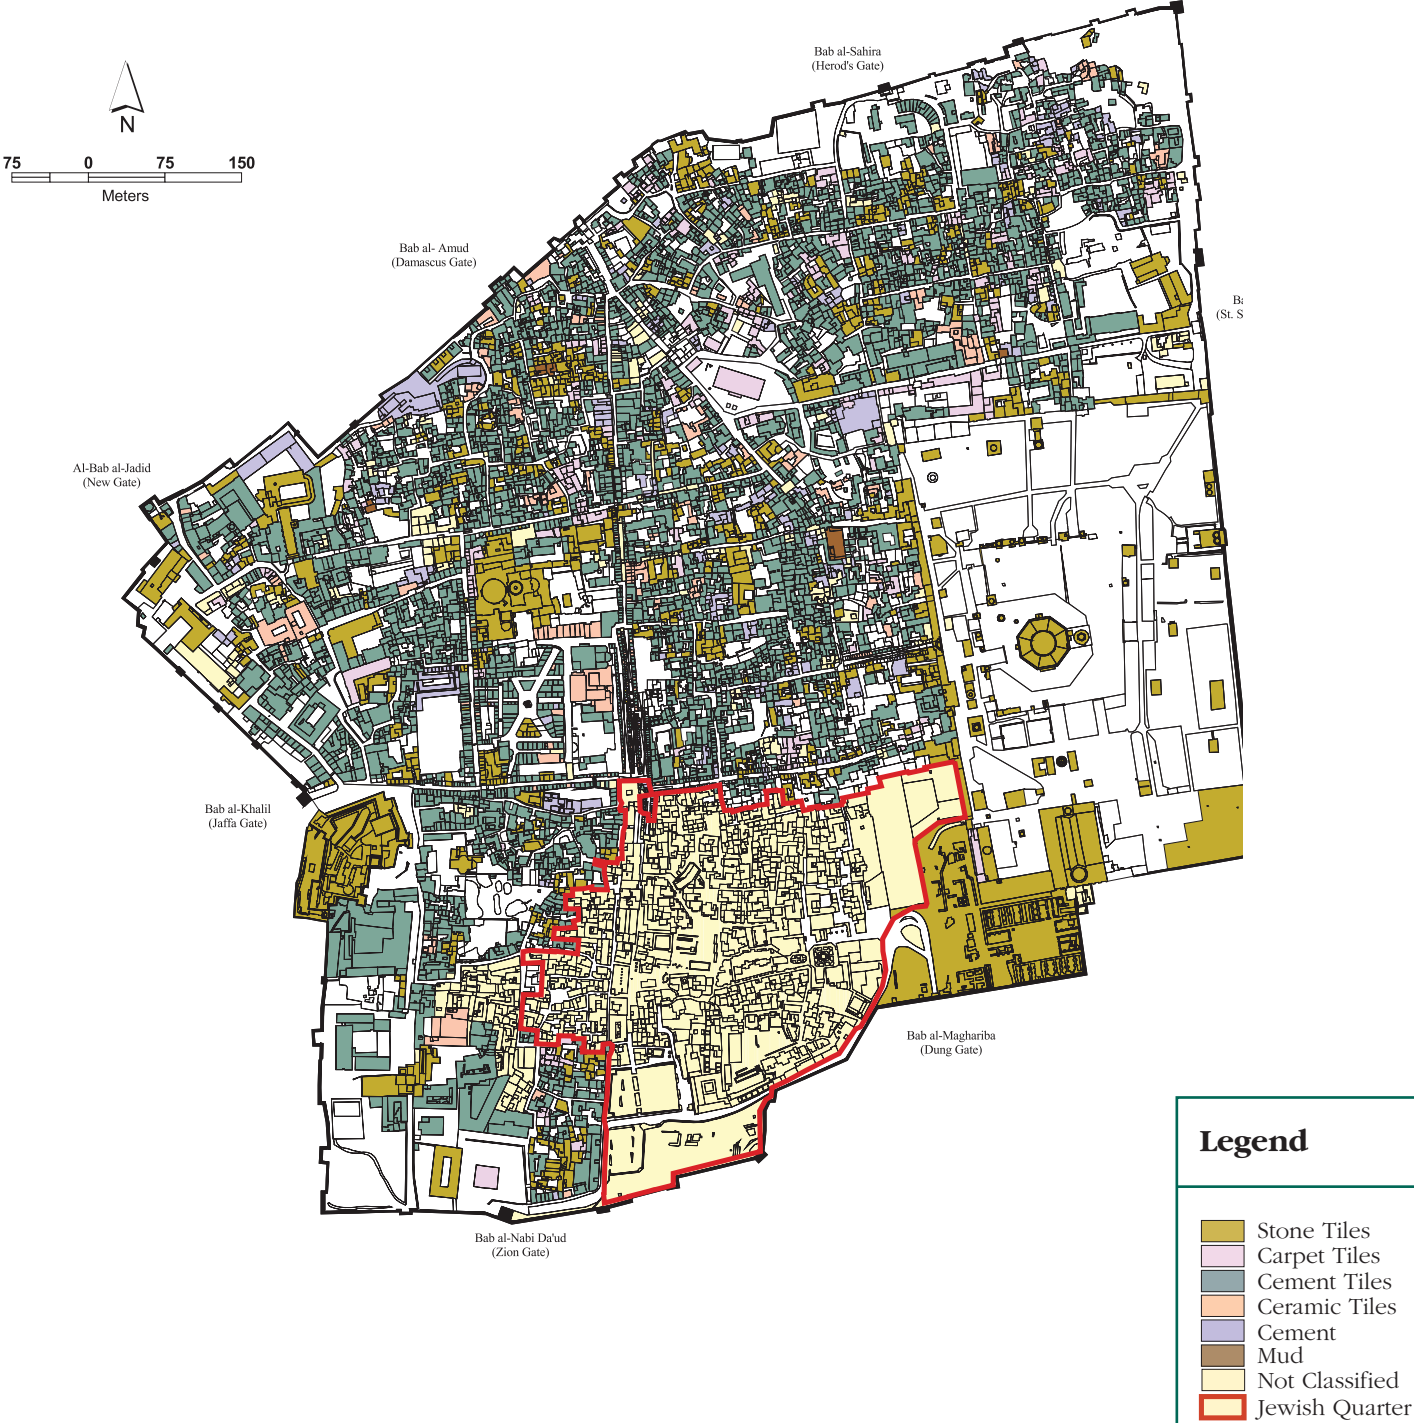 Bab al-Sahira
(Herod's Gate)
N
75 0 75 150
Meters
Bab al- Amud
(Damascus Gate)
(St. S
Al-Bab al-Jadid
(New Gate)
Bab al-Khalil
(Jaffa Gate)
Bab al-Maghariba
(Dung Gate)
Bab al-Nabi Da'ud
(Zion Gate)
Legend
Stone Tiles
Carpet Tiles
Cement Tiles
Ceramic Tiles
Cement
Mud
Not Classified
Jewish Quarter